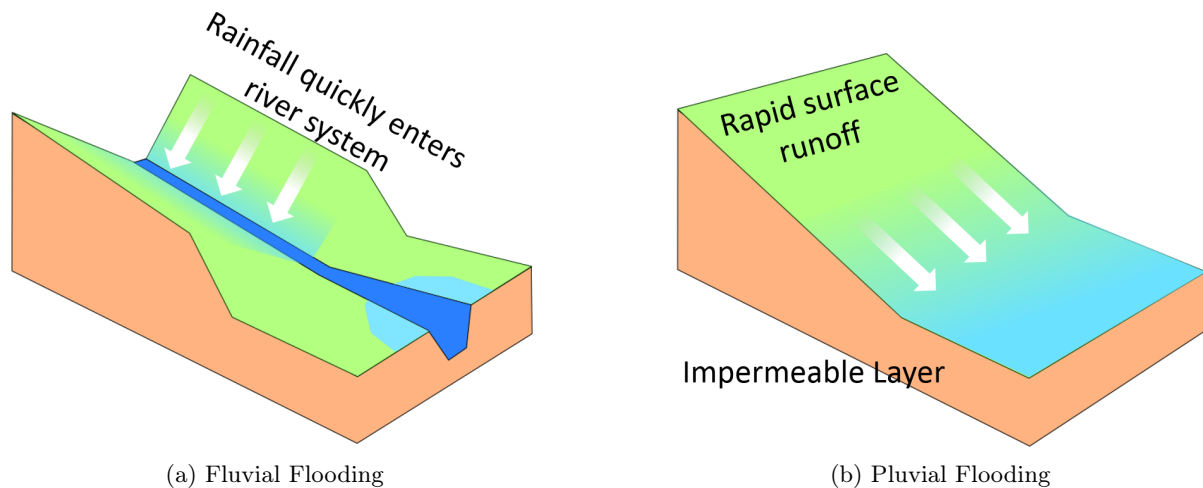 Rainfall quickly enters
river system
Rapid surface
runoff
Impermeable Layer
(a) Fluvial Flooding
(b) Pluvial Flooding